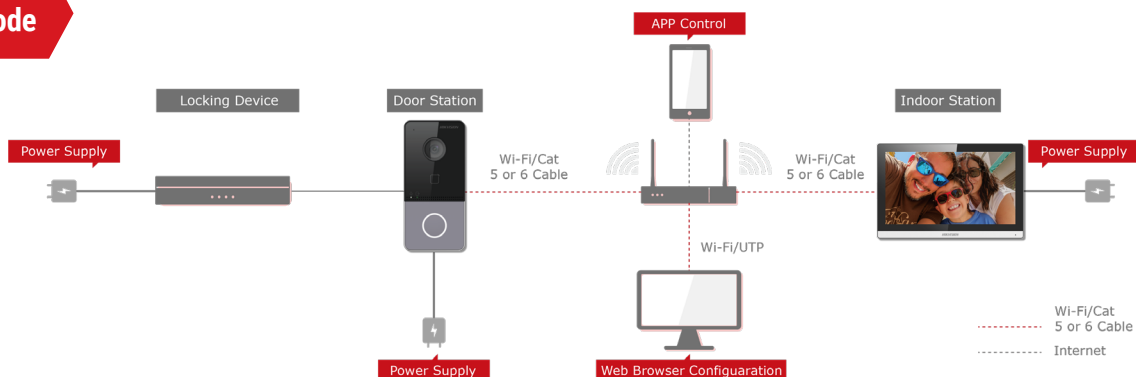 ode
APP Control
Locking Device
Door Station
Indoor Station
Power Supply
Wi-Fi/Cat
5 or 6 Cable
Wi-Fi/Cat
5 or 6 Cable
Power Supply
Wi-Fi/UTP
Wi-Fi/Cat
5 or 6 Cable
Internet
Power Supply
Web Browser Configuaration